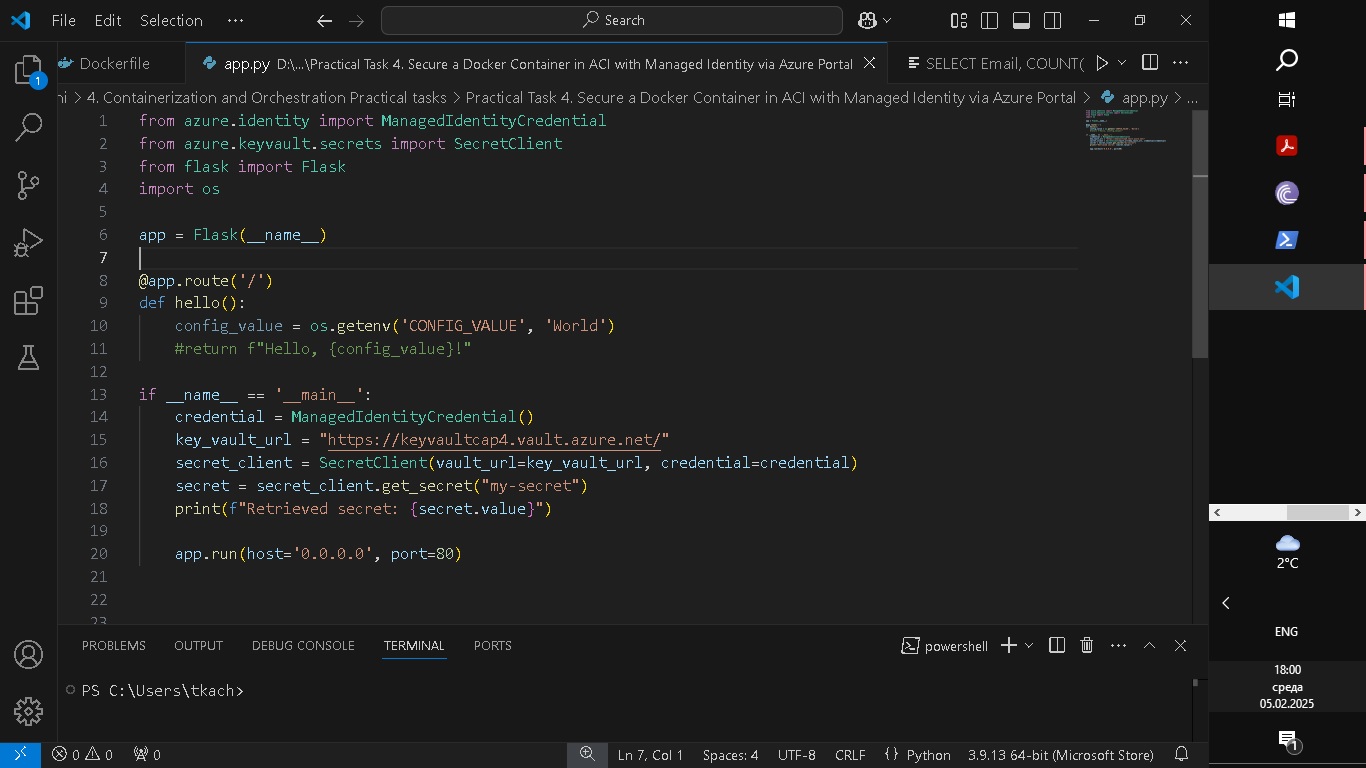 File Edit Selection ··· Search
1
Dockerfile app.py D:\...\Practical Task 4. Secure a Docker Container in ACI with Managed Identity via Azure Portal SELECT Email, COUNT(
ni > 4. Containerization and Orchestration Practical tasks > Practical Task 4. Secure a Docker Container in ACI with Managed Identity via Azure Portal > app.py > ...
1 from azure.identity import ManagedIdentityCredential
2 from azure.keyvault.secrets import SecretClient
3 from flask import Flask
4 import os
5
6 app = Flask(__name__)
7
8 @app.route('/')
9 def hello():
10 config_value = os.getenv('CONFIG_VALUE', 'World')
11 #return f"Hello, {config_value}!"
12
13 if __name__ == '__main__':
14 credential = ManagedIdentityCredential()
15 key_vault_url = "https://keyvaultcap4.vault.azure.net/"
16 secret_client = SecretClient(vault_url=key_vault_url, credential=credential)
17 secret = secret_client.get_secret("my-secret")
18 print(f"Retrieved secret: {secret.value}")
19
20 app.run(host='0.0.0.0', port=80)
21
22
23
PROBLEMS OUTPUT DEBUG CONSOLE TERMINAL PORTS powershell
PS C:\Users\tkach>
0 0 0 Ln 7, Col 1 Spaces: 4 UTF-8 CRLF {} Python 3.9.13 64-bit (Microsoft Store)
2°C
ENG
18:00
среда
05.02.2025
1